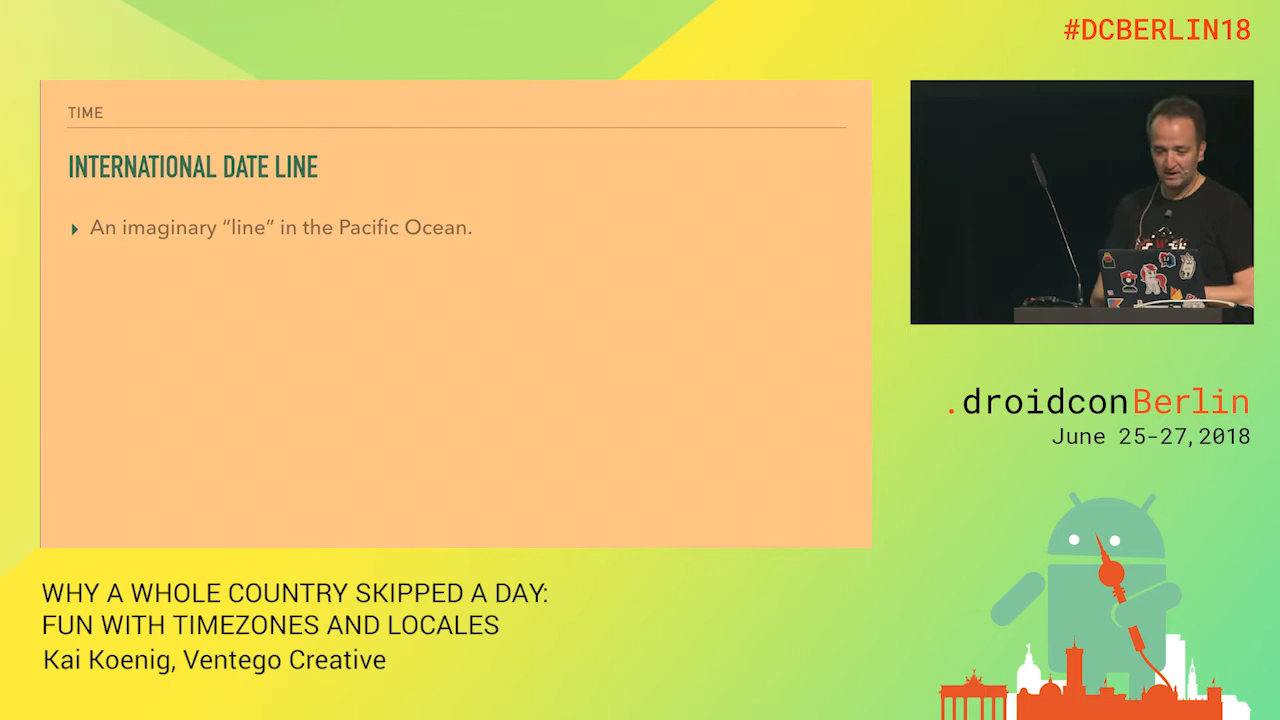 #DCBERLIN18
TIME
INTERNATIONAL DATE LINE
An imaginary “line” in the Pacific Ocean.
.droidconBerlin
June 25-27, 2018
WHY A WHOLE COUNTRY SKIPPED A DAY:
FUN WITH TIMEZONES AND LOCALES
Kai Koenig, Ventego Creative